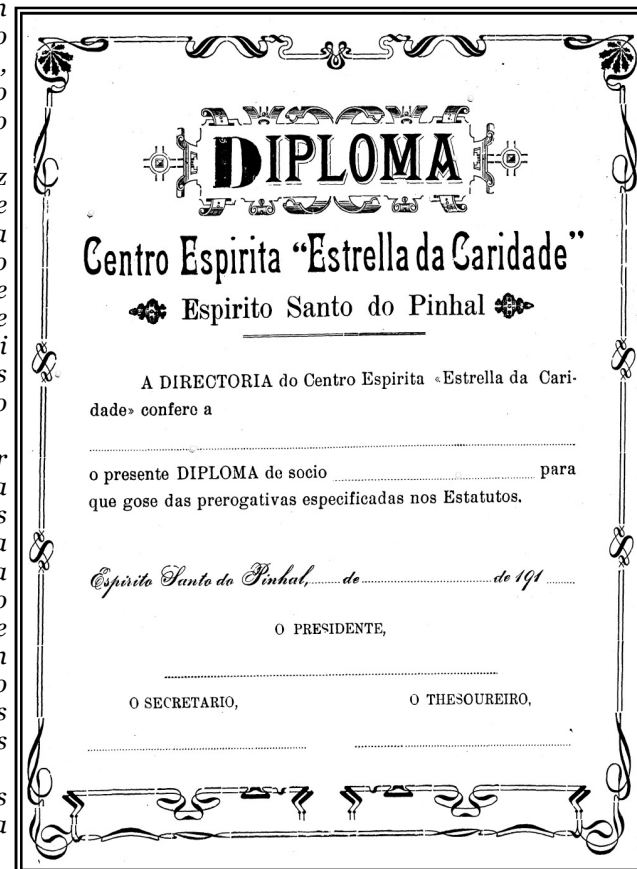 DIPLOMA
Centro Espirita “Estrella da Caridade”
Espirito Santo do Pinhal
A DIRECTORIA do Centro Espirita «Estrella da Cari-
dade» confere a
o presente DIPLOMA de socio para
que gose das prerogativas especificadas nos Estatutos.
Espirito Santo do Pinhal, de de 191
O PRESIDENTE,
O SECRETARIO, O THESOUREIRO,